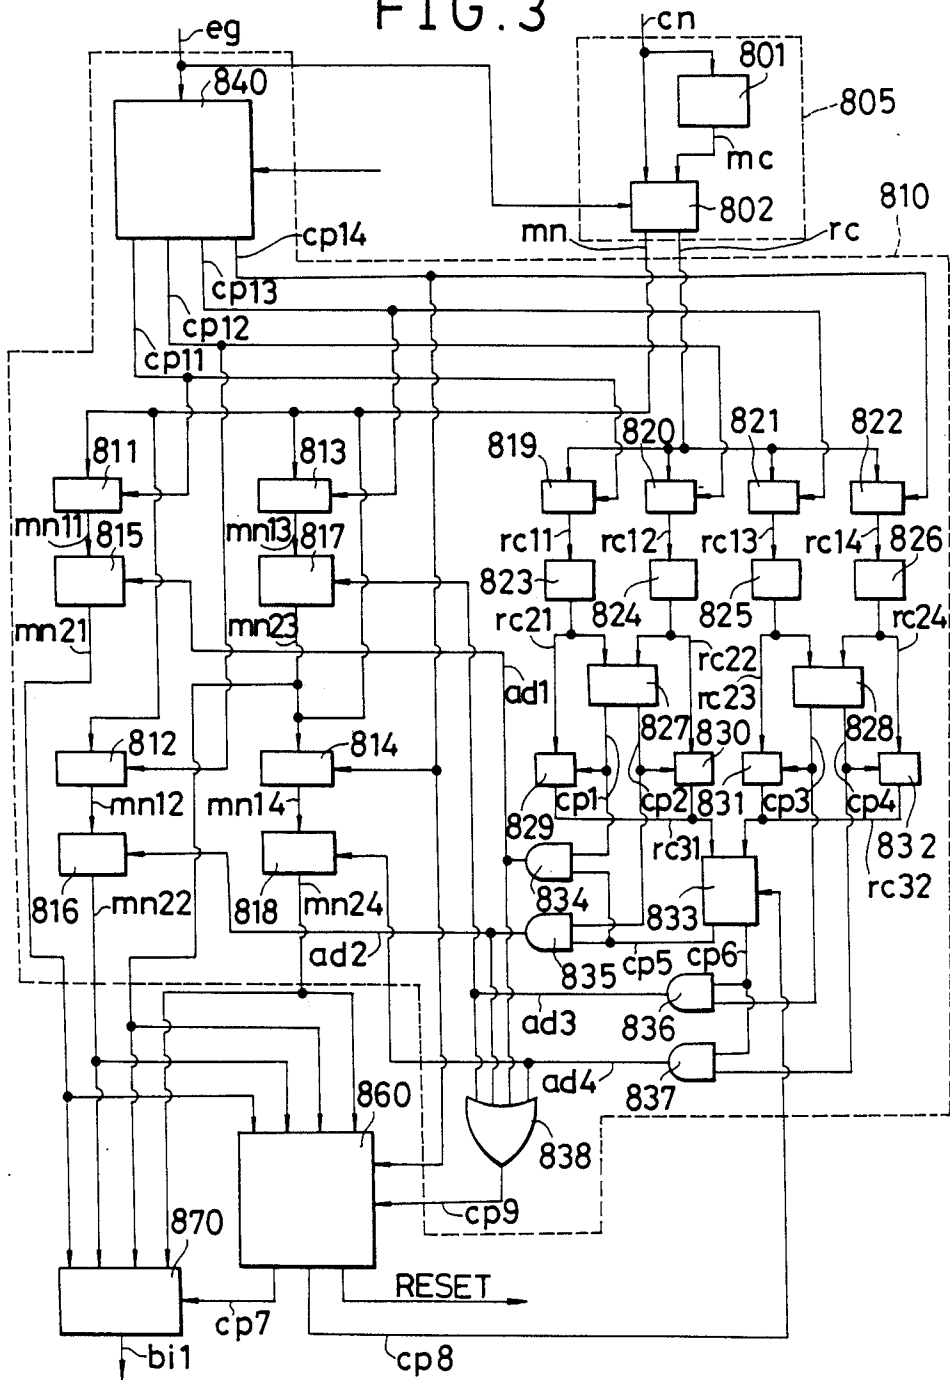 FIG.3
eg
cn
840
801
805
mc
802
810
mn
rc
cp14
cp13
cp12
cp11
811
813
819
820
821
822
mn11
815
mn13
817
rc11
rc12
rc13
rc14
826
823
824
825
mn21
mn23
rc21
rc22
rc23
rc24
ad1
827
828
812
814
830
mn12
mn14
829
cp1
cp2
831
cp3
cp4
832
rc31
rc32
816
mn22
818
mn24
834
833
ad2
835
cp5
cp6
ad3
836
ad4
837
860
838
870
cp9
RESET
cp7
bi1
cp8